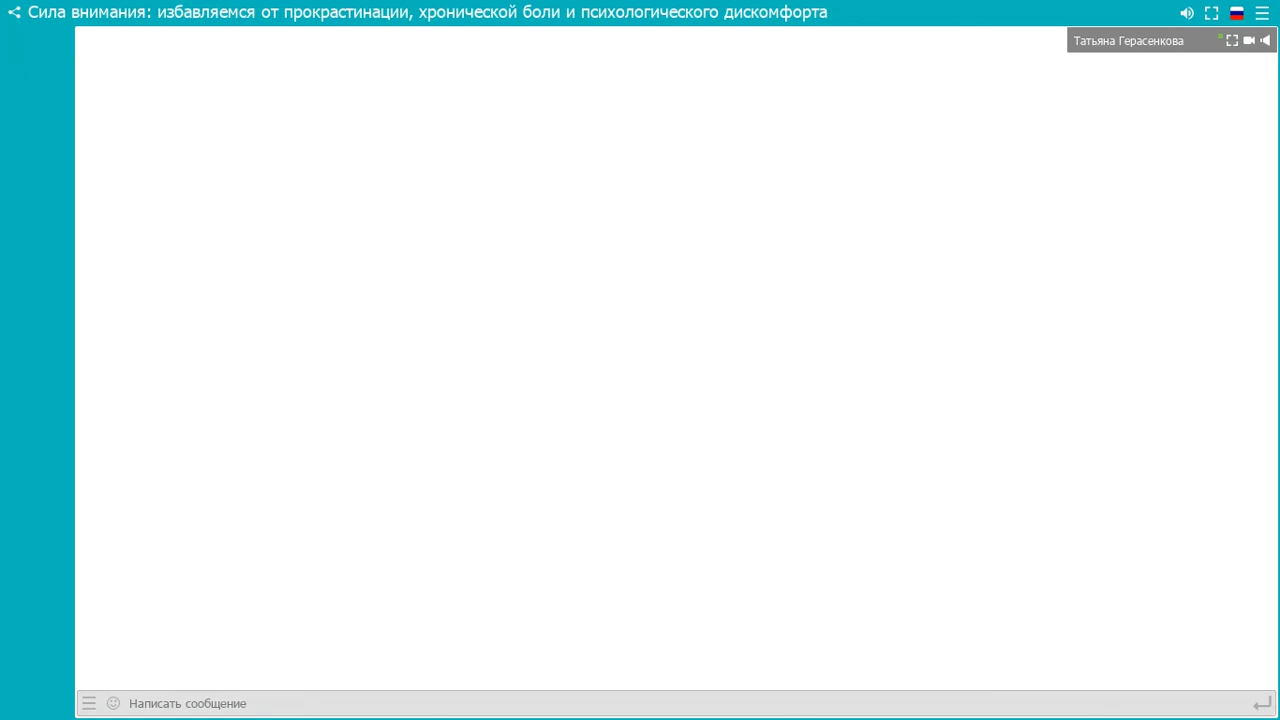 Сила внимания: избавляемся от прокрастинации, хронической боли и психологического дискомфорта
Татьяна Герасенкова
Написать сообщение